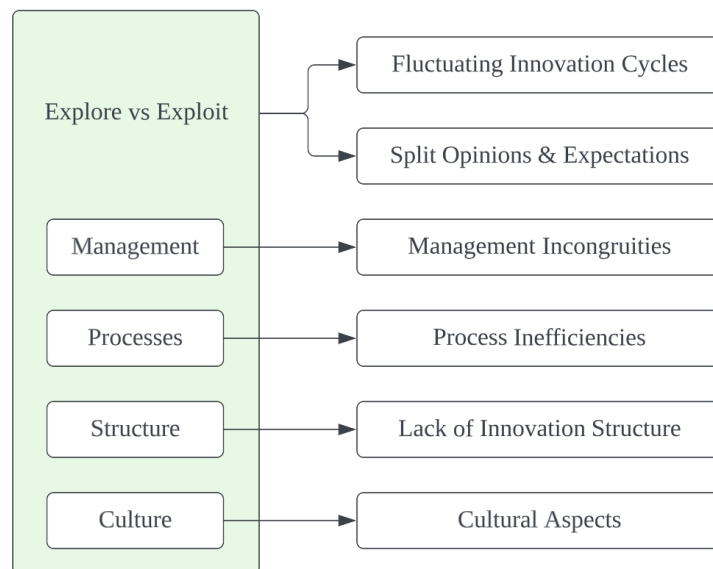 Explore vs Exploit
Fluctuating Innovation Cycles
Split Opinions & Expectations
Management
Management Incongruities
Processes
Process Inefficiencies
Structure
Lack of Innovation Structure
Culture
Cultural Aspects